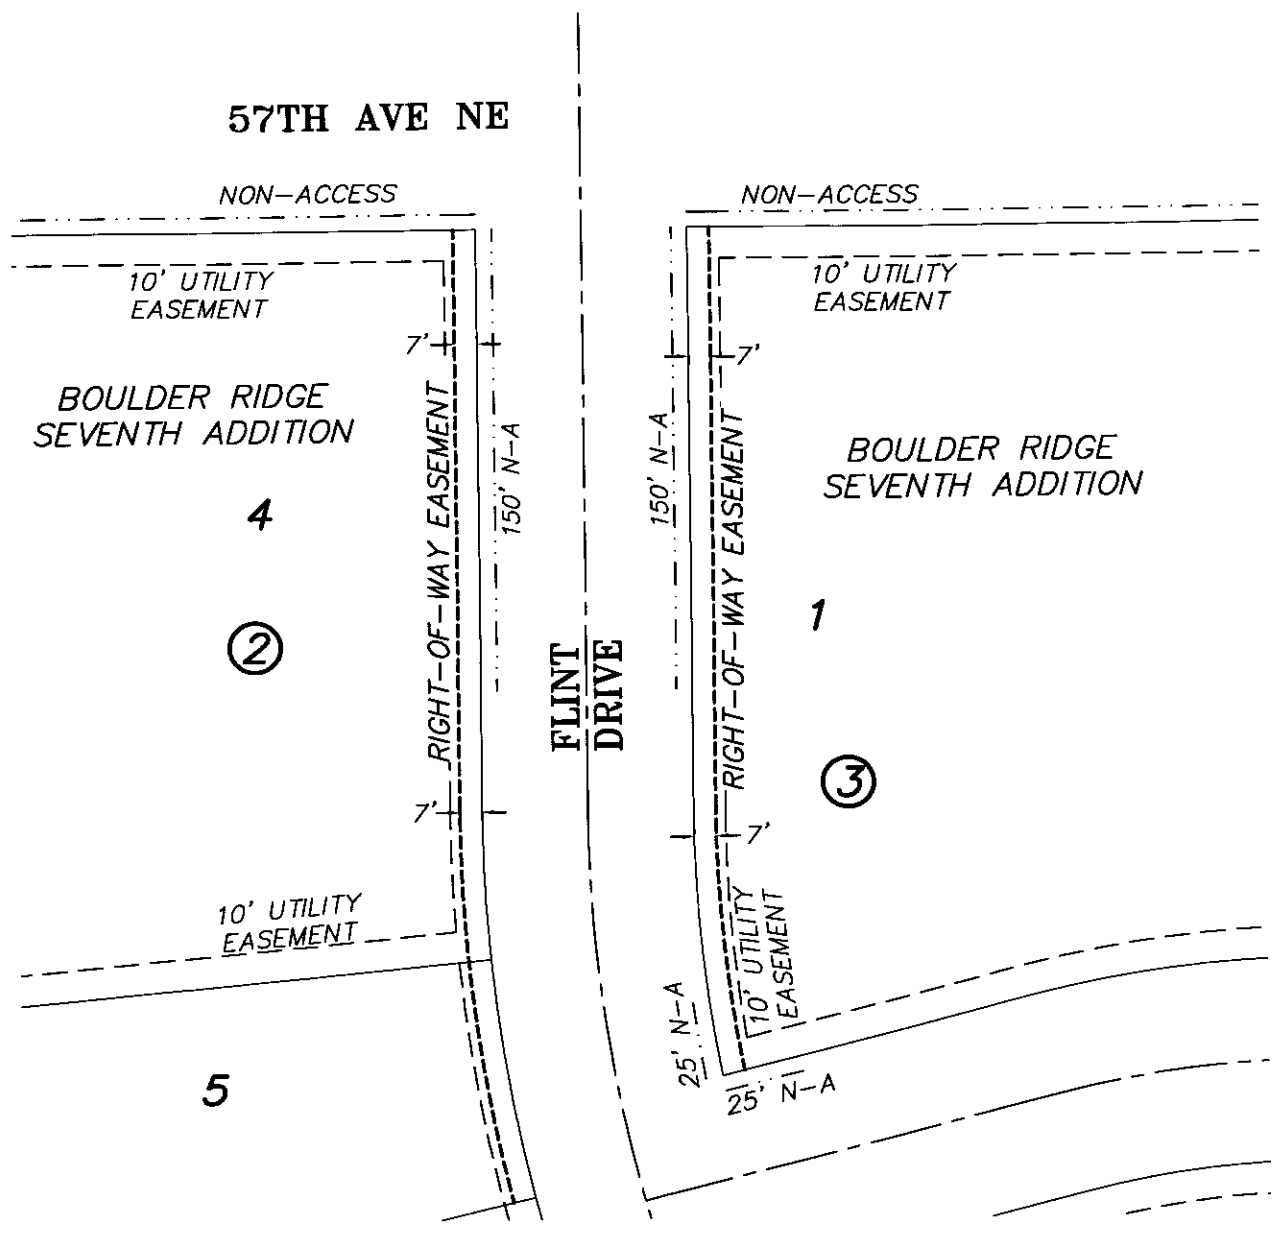 57TH AVE NE
NON-ACCESS
NON-ACCESS
10' UTILITY
EASEMENT
10' UTILITY
EASEMENT
7'
7'
BOULDER RIDGE
SEVENTH ADDITION
RIGHT-OF-WAY EASEMENT
150' N-A
150' N-A
RIGHT-OF-WAY EASEMENT
BOULDER RIDGE
SEVENTH ADDITION
4
1
2
FLINT
DRIVE
3
7'
7'
10' UTILITY
EASEMENT
10' UTILITY
EASEMENT
25' N-A
25' N-A
5